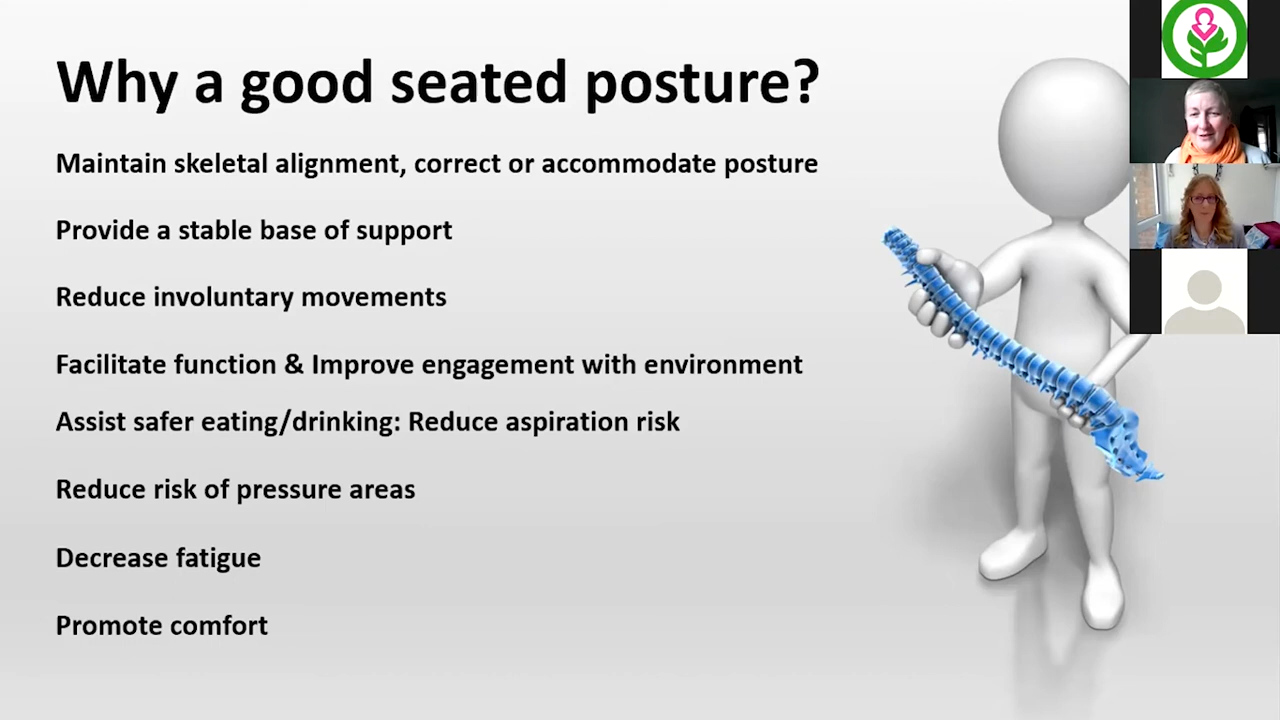 Why a good seated posture?
Maintain skeletal alignment, correct or accommodate posture
Provide a stable base of support
Reduce involuntary movements
Facilitate function & Improve engagement with environment
Assist safer eating/drinking: Reduce aspiration risk
Reduce risk of pressure areas
Decrease fatigue
Promote comfort